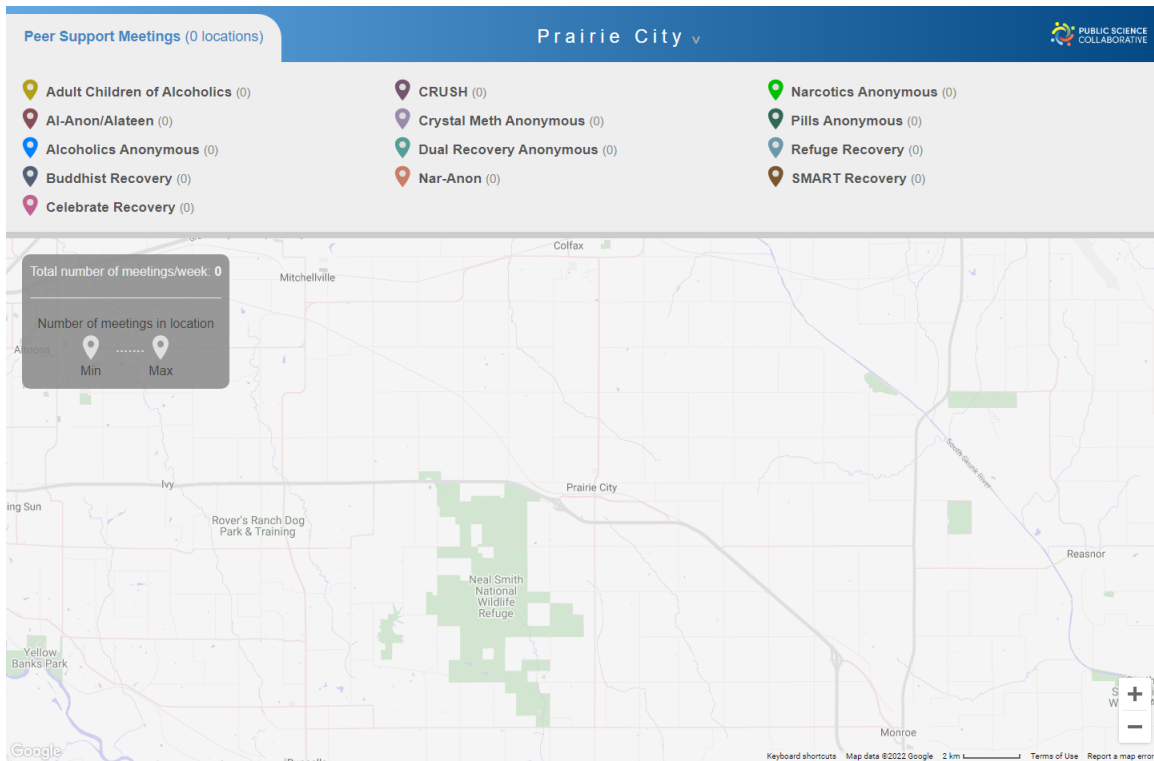 Peer Support Meetings (0 locations)
Prairie City v
PUBLIC SCIENCE
COLLABORATIVE
Adult Children of Alcoholics (0)
Al-Anon/Alateen (0)
Alcoholics Anonymous (0)
Buddhist Recovery (0)
Celebrate Recovery (0)
CRUSH (0)
Crystal Meth Anonymous (0)
Dual Recovery Anonymous (0)
Nar-Anon (0)
Narcotics Anonymous (0)
Pills Anonymous (0)
Refuge Recovery (0)
SMART Recovery (0)
Total number of meetings/week: 0
Number of meetings in location
Min
Max
Colfax
Mitchellville
Altoona
Ivy
Prairie City
ing Sun
Rover's Ranch Dog
Park & Training
South Skunk River
Reasnor
Neal Smith
National
Wildlife
Refuge
Yellow
Banks Park
Monroe
+
−
Google
Keyboard shortcuts
Map data ©2022 Google
2 km
Terms of Use
Report a map error